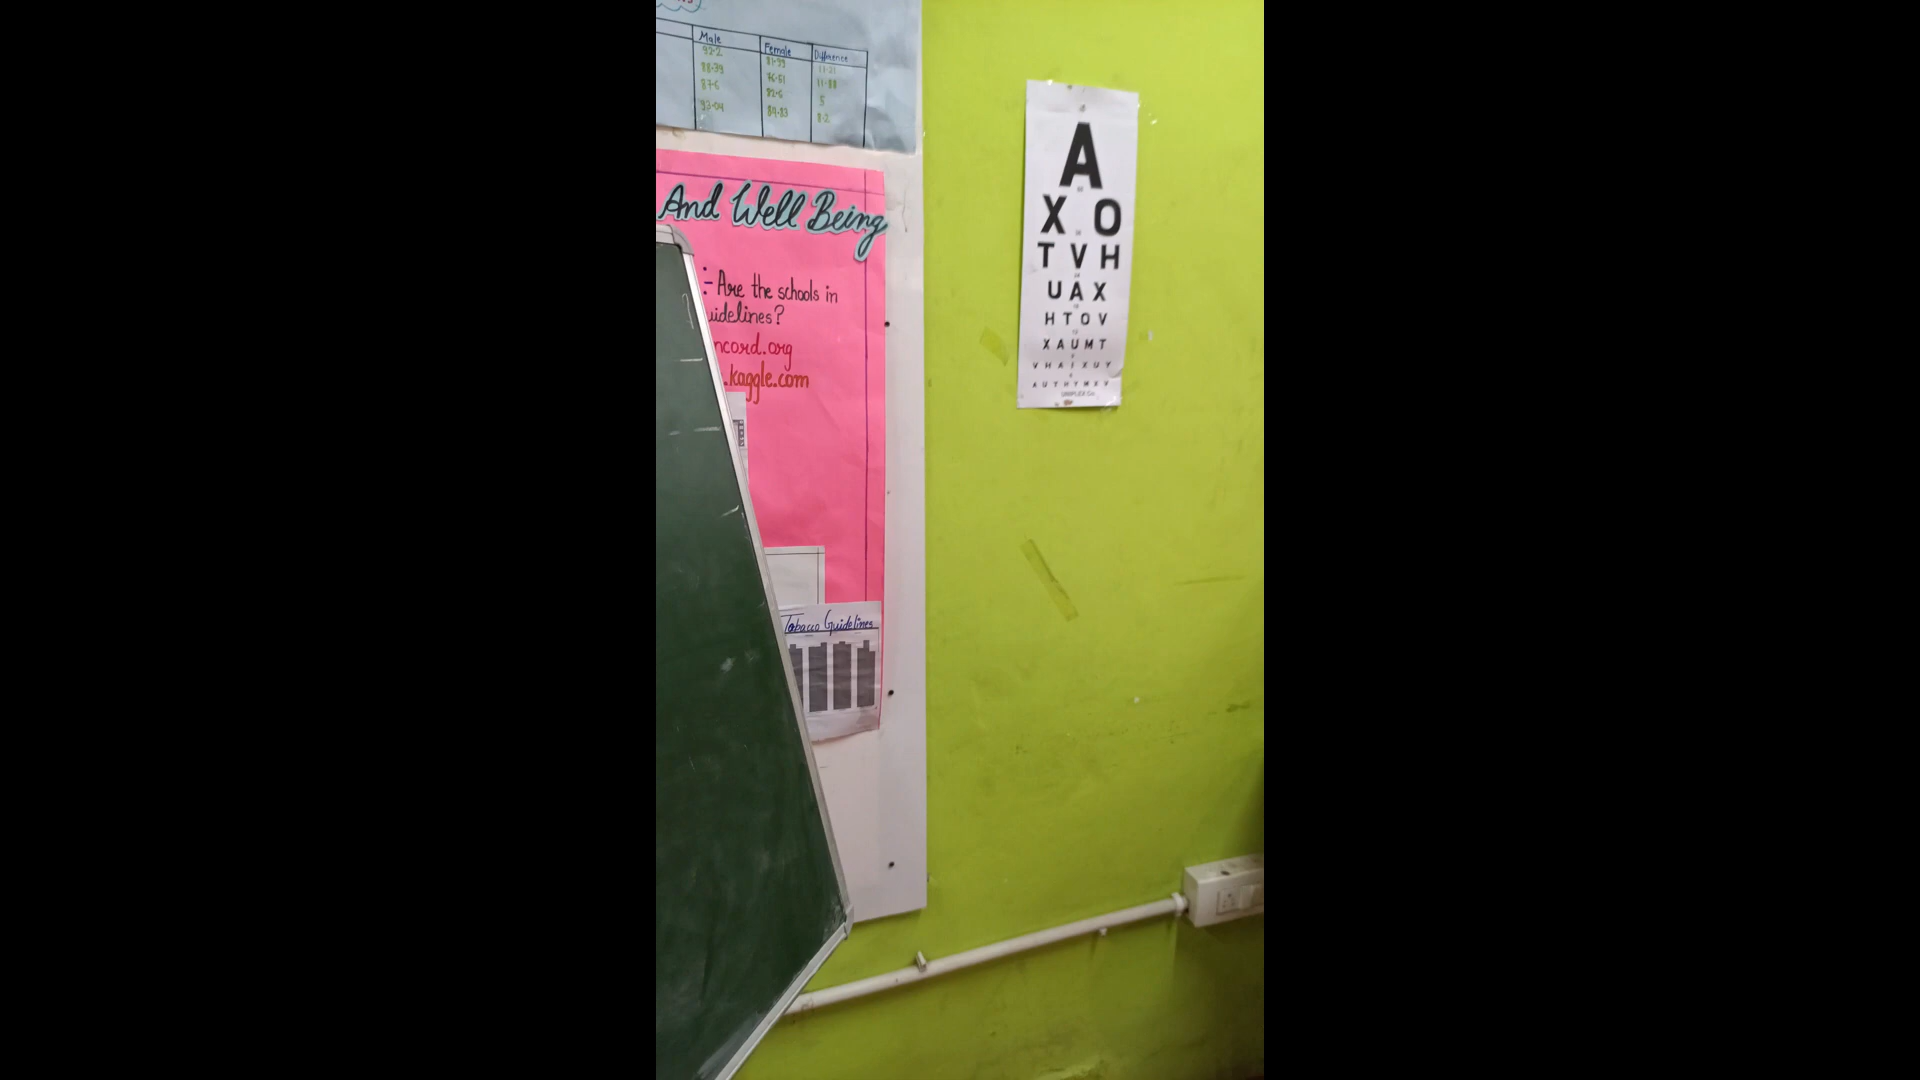 Male Female Difference
92.2 81.99 11.21
88.39 76.51 11.88
87.6 82.6 5
93.04 84.83 8.2
And Well Being
:- Are the schools in
uidelines?
ncord.org
.kaggle.com
Tobacco Guidelines
A
X O
T V H
U A X
H T O V
X A U M T
V H A I X U Y
A U T H Y M X V